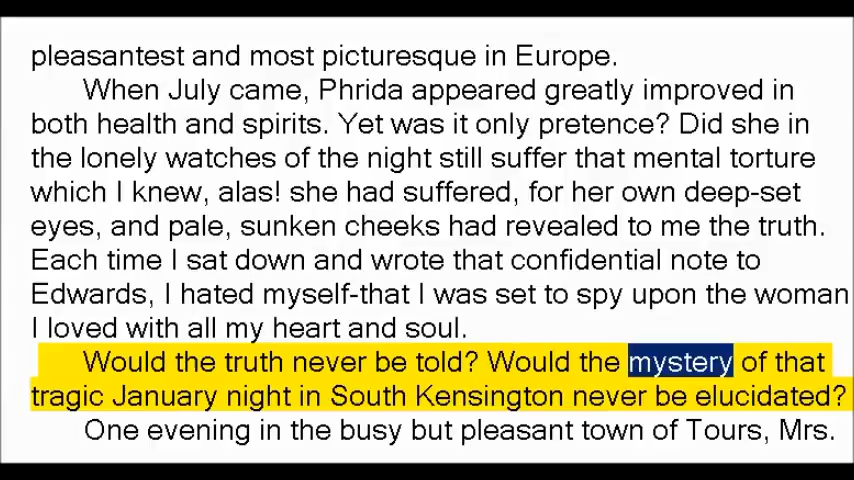 pleasantest and most picturesque in Europe.
When July came, Phrida appeared greatly improved in
both health and spirits. Yet was it only pretence? Did she in
the lonely watches of the night still suffer that mental torture
which I knew, alas! she had suffered, for her own deep-set
eyes, and pale, sunken cheeks had revealed to me the truth.
Each time I sat down and wrote that confidential note to
Edwards, I hated myself-that I was set to spy upon the woman
I loved with all my heart and soul.
Would the truth never be told? Would the mystery of that
tragic January night in South Kensington never be elucidated?
One evening in the busy but pleasant town of Tours, Mrs.